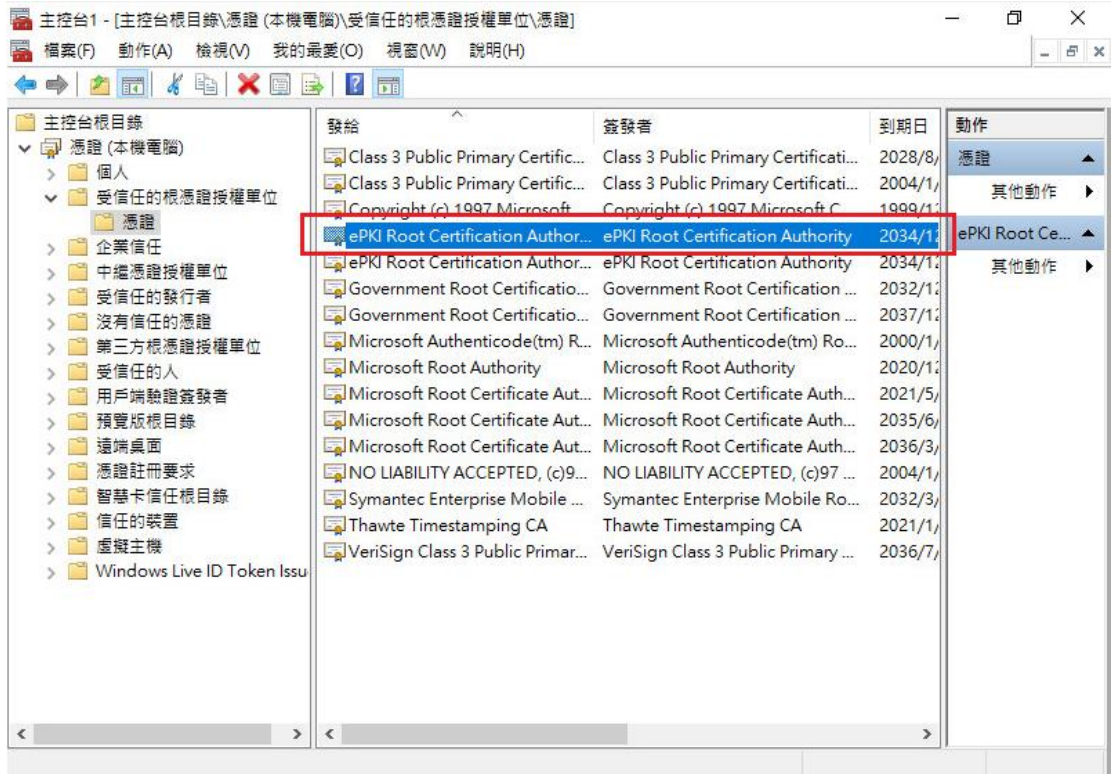 主控台1 - [主控台根目錄\憑證 (本機電腦)\受信任的根憑證授權單位\憑證]
檔案(F) 動作(A) 檢視(V) 我的最愛(O) 視窗(W) 說明(H)
主控台根目錄
憑證 (本機電腦)
個人
受信任的根憑證授權單位
憑證
企業信任
中繼憑證授權單位
受信任的發行者
沒有信任的憑證
第三方根憑證授權單位
受信任的人
用戶端驗證簽發者
預覽版根目錄
遠端桌面
憑證註冊要求
智慧卡信任根目錄
信任的裝置
虛擬主機
Windows Live ID Token Issu
發給 簽發者 到期日
Class 3 Public Primary Certific... Class 3 Public Primary Certificati... 2028/8/
Class 3 Public Primary Certific... Class 3 Public Primary Certificati... 2004/1/
Copyright (c) 1997 Microsoft Copyright (c) 1997 Microsoft C 1999/12
ePKI Root Certification Author... ePKI Root Certification Authority 2034/12
ePKI Root Certification Author... ePKI Root Certification Authority 2034/12
Government Root Certificatio... Government Root Certification ... 2032/12
Government Root Certificatio... Government Root Certification ... 2037/12
Microsoft Authenticode(tm) R... Microsoft Authenticode(tm) Ro... 2000/1/
Microsoft Root Authority Microsoft Root Authority 2020/12
Microsoft Root Certificate Aut... Microsoft Root Certificate Auth... 2021/5/
Microsoft Root Certificate Aut... Microsoft Root Certificate Auth... 2035/6/
Microsoft Root Certificate Aut... Microsoft Root Certificate Auth... 2036/3/
NO LIABILITY ACCEPTED, (c)9... NO LIABILITY ACCEPTED, (c)97 ... 2004/1/
Symantec Enterprise Mobile ... Symantec Enterprise Mobile Ro... 2032/3/
Thawte Timestamping CA Thawte Timestamping CA 2021/1/
VeriSign Class 3 Public Primar... VeriSign Class 3 Public Primary ... 2036/7/
動作
憑證
其他動作
ePKI Root Ce...
其他動作